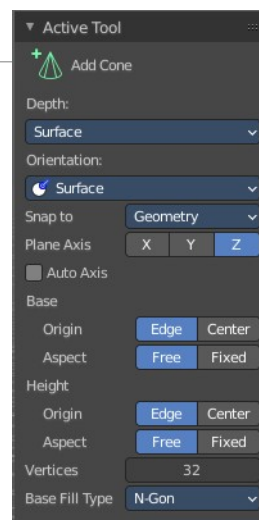 Active Tool
Add Cone
Depth:
Surface
Orientation:
Surface
Snap to Geometry
Plane Axis X Y Z
Auto Axis
Base
Origin Edge Center
Aspect Free Fixed
Height
Origin Edge Center
Aspect Free Fixed
Vertices 32
Base Fill Type N-Gon